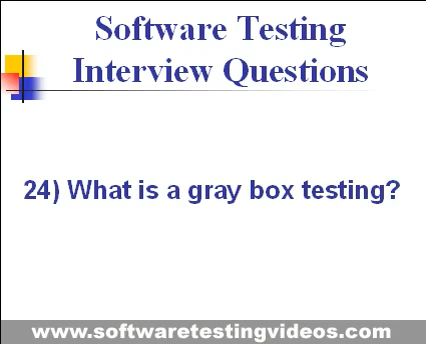 Software Testing
Interview Questions
24) What is a gray box testing?
www.softwaretestingvideos.com